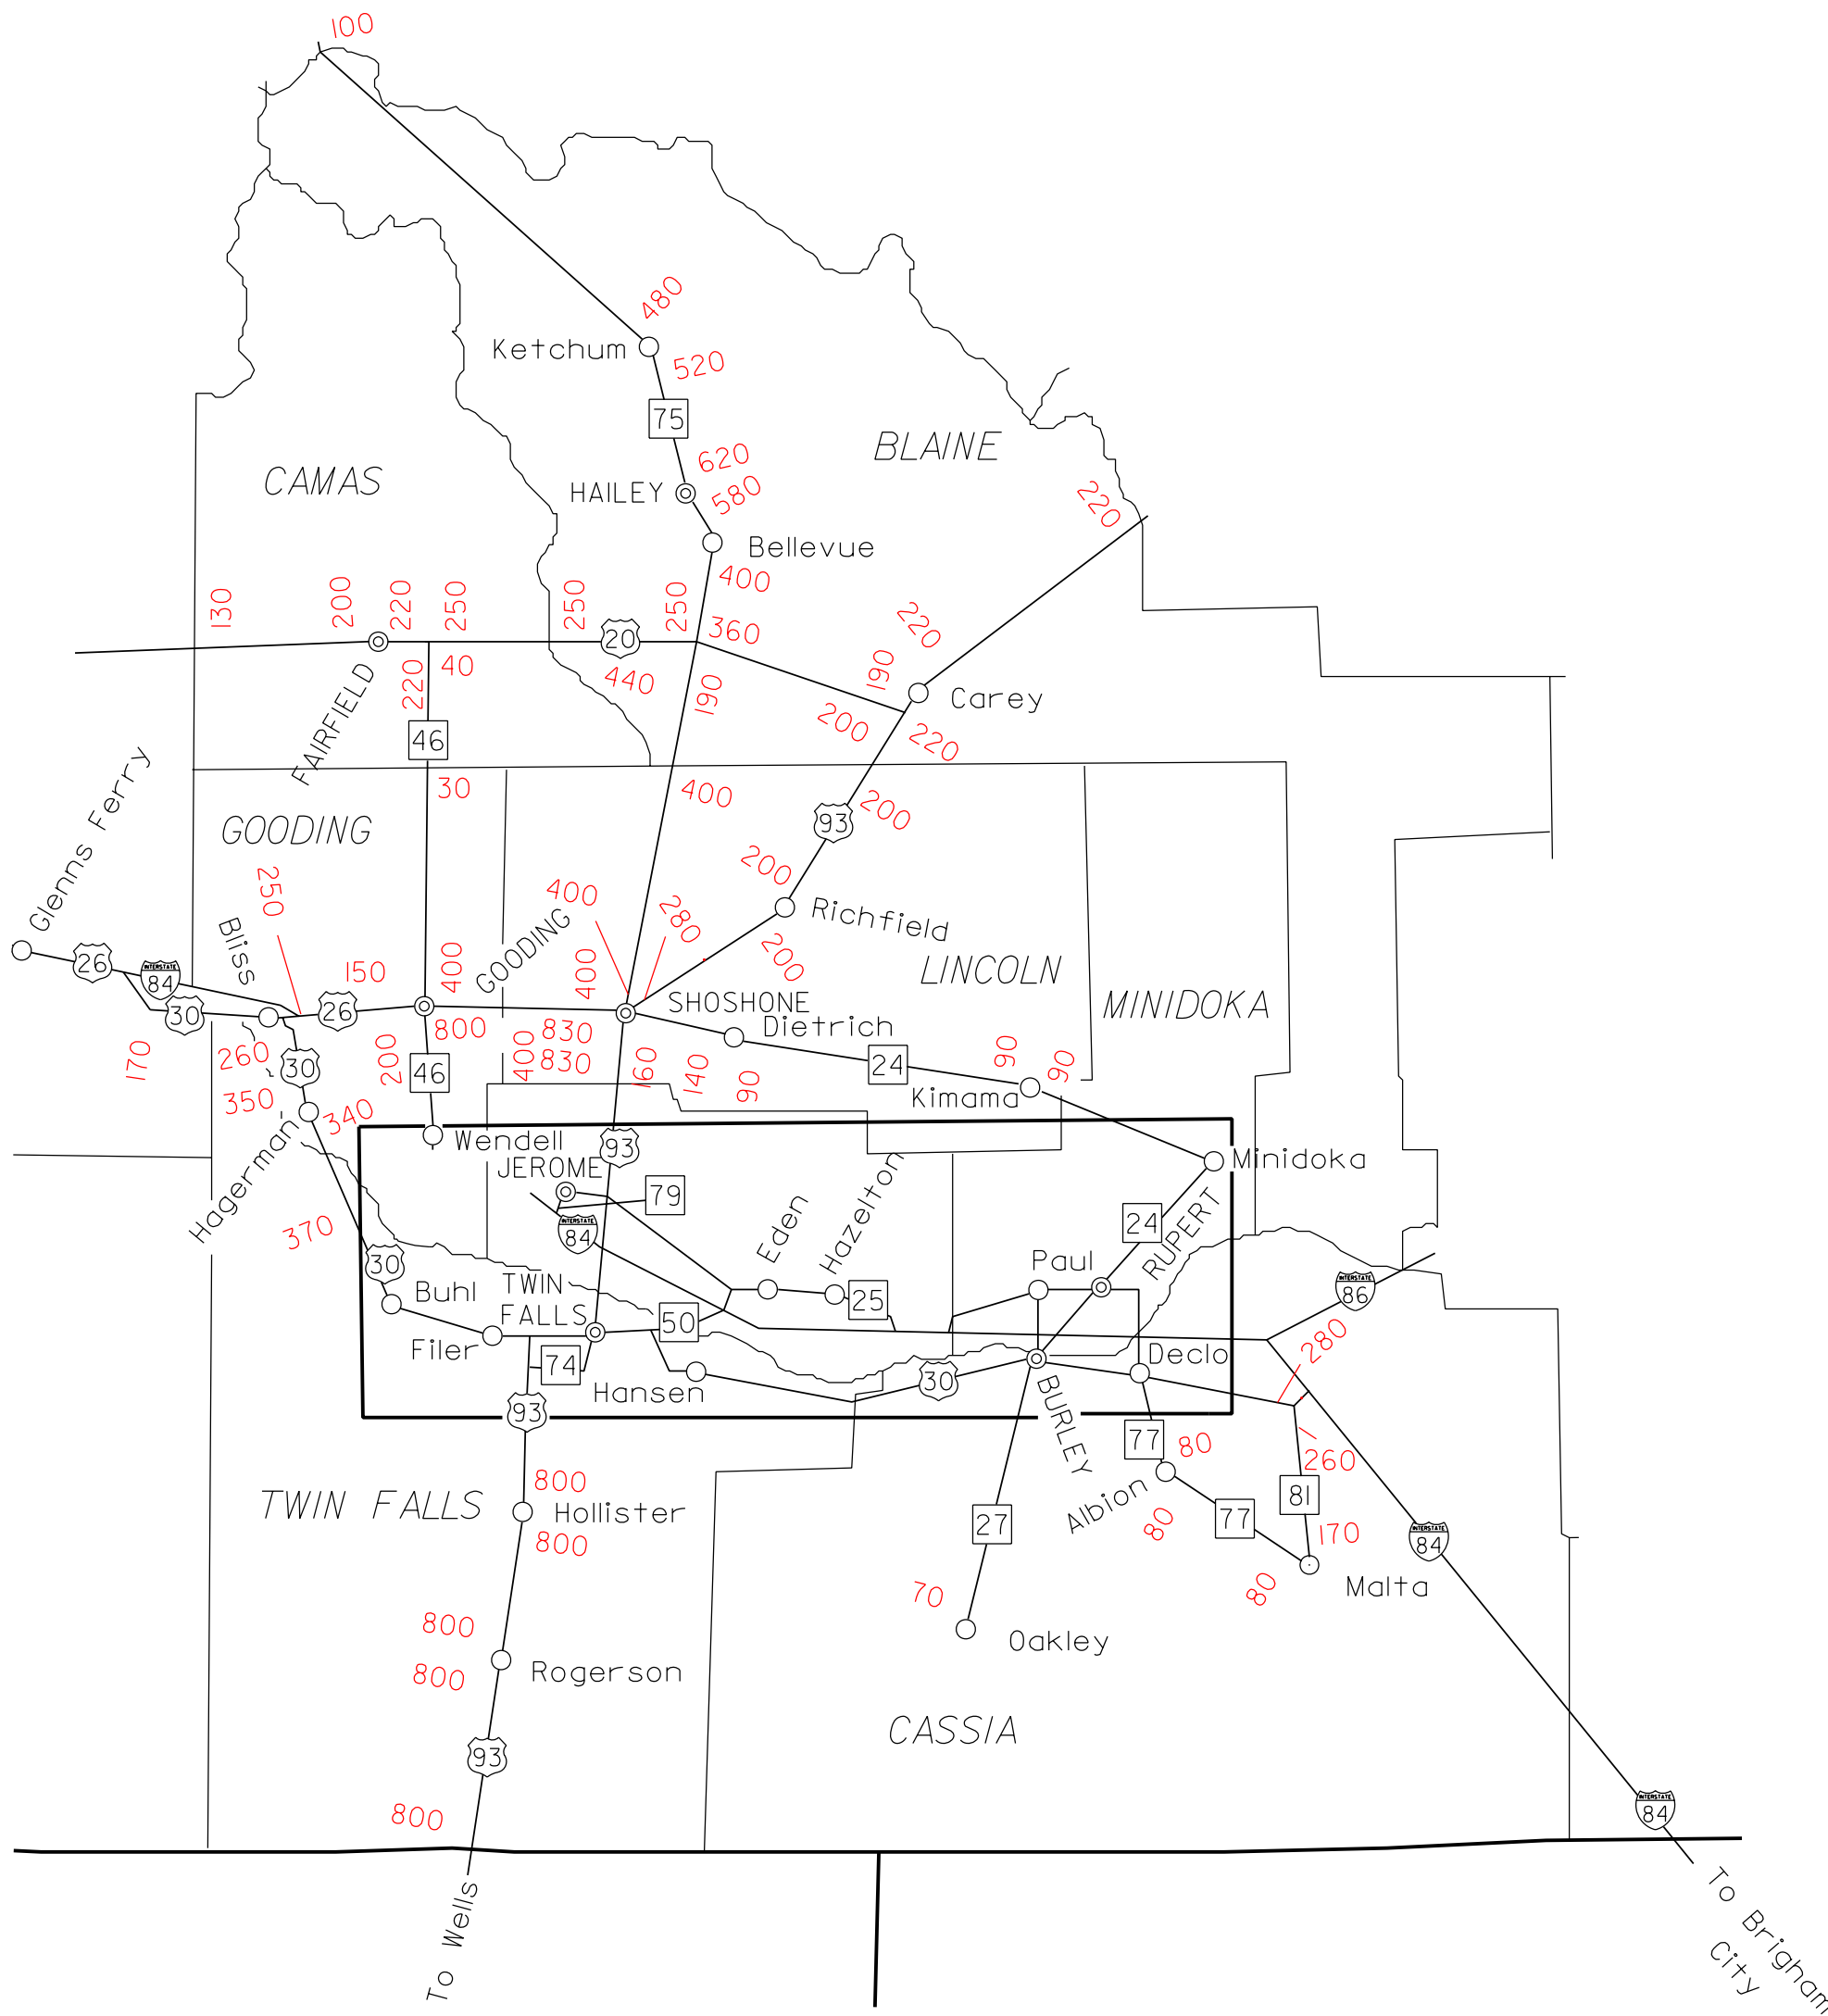 100
480
Ketchum
520
75
BLAINE
620
CAMAS
HAILEY
580
220
Bellevue
400
130
200
220
250
250
250
220
20
360
40
220
440
190
190
Carey
FAIRFIELD
200
220
46
Glenns Ferry
30
400
200
93
GOODING
200
250
400
280
Richfield
Bliss
GOODING
200
LINCOLN
26
INTERSTATE
84
150
400
400
MINIDOKA
30
26
SHOSHONE
800
830
Dietrich
170
260
200
400
830
160
140
90
24
90
90
30
46
Kimama
350
340
Hagerman
Wendell
93
JEROME
Minidoka
79
370
INTERSTATE
84
Eden
Hazelton
24
RUPERT
30
Paul
Buhl
TWIN
FALLS
25
INTERSTATE
86
50
Filer
74
280
Declo
Hansen
30
93
BURLEY
77
80
260
800
Albion
81
TWIN FALLS
Hollister
27
80
77
170
800
INTERSTATE
84
70
80
Malta
800
Oakley
800
Rogerson
CASSIA
93
800
INTERSTATE
84
To Wells
To Brigham
City